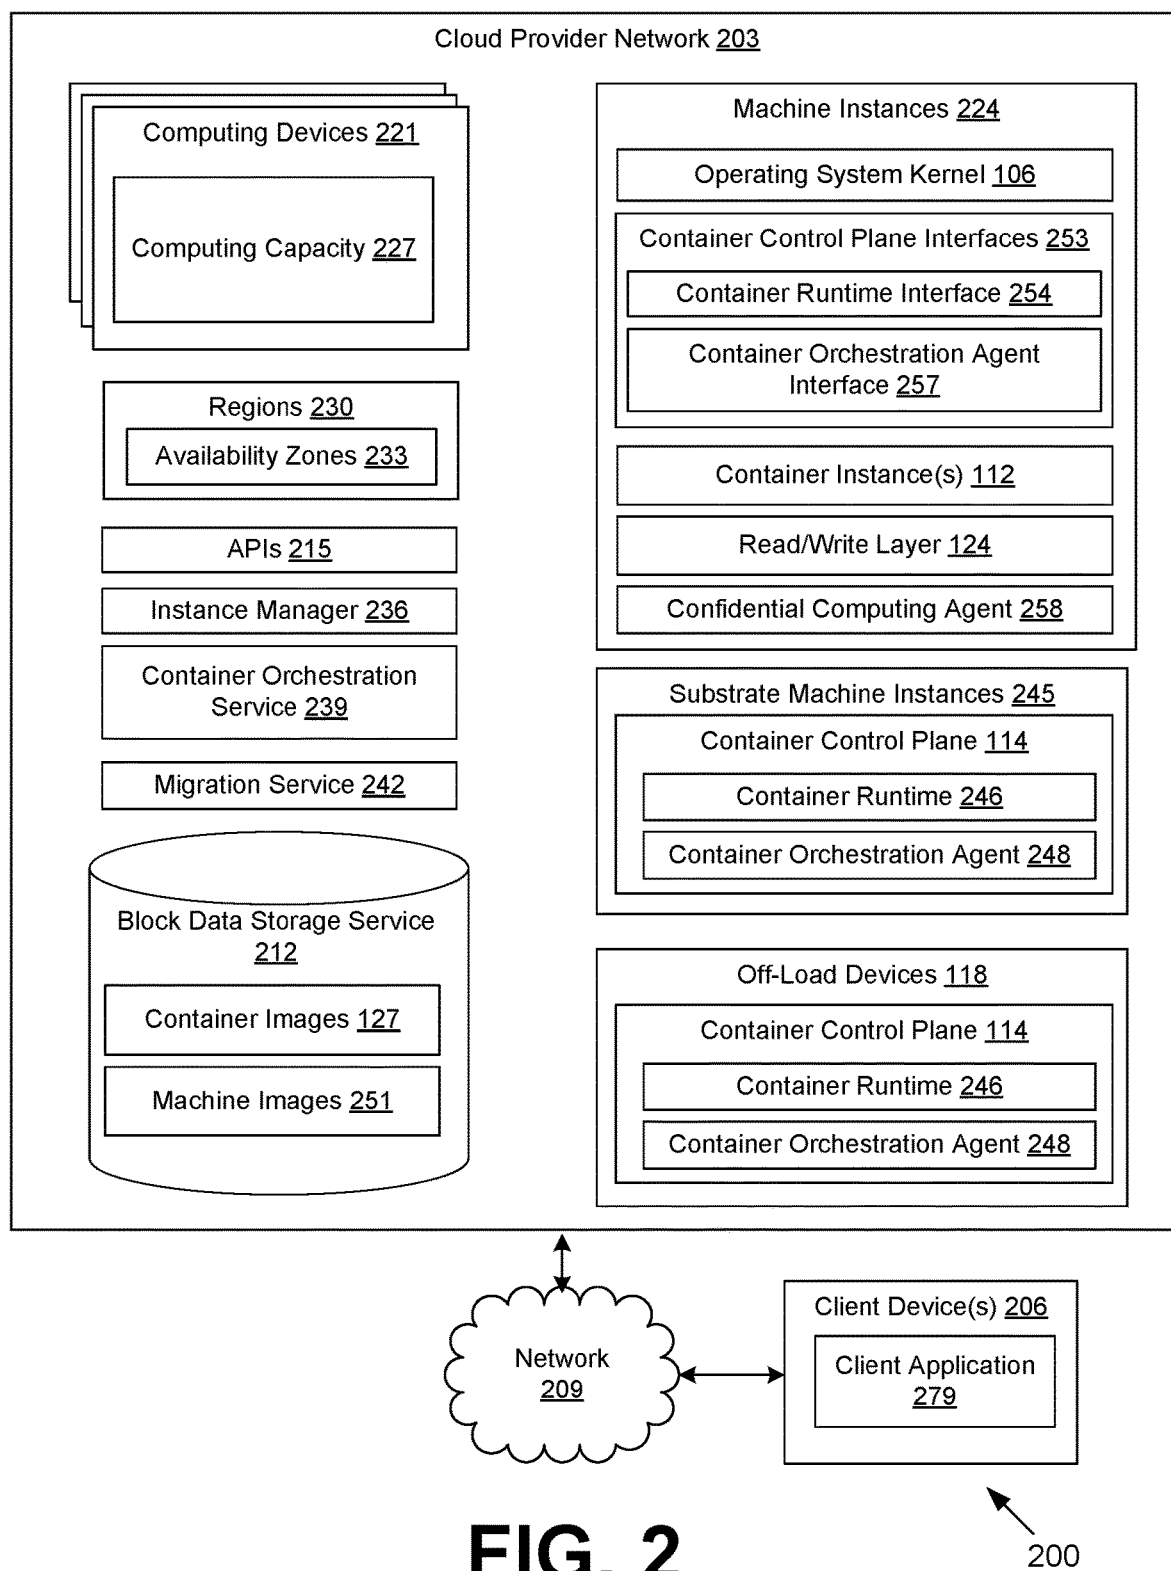 Cloud Provider Network 203
Computing Devices 221
Computing Capacity 227
Regions 230
Availability Zones 233
APIs 215
Instance Manager 236
Container Orchestration
Service 239
Migration Service 242
Block Data Storage Service
212
Container Images 127
Machine Images 251
Machine Instances 224
Operating System Kernel 106
Container Control Plane Interfaces 253
Container Runtime Interface 254
Container Orchestration Agent
Interface 257
Container Instance(s) 112
Read/Write Layer 124
Confidential Computing Agent 258
Substrate Machine Instances 245
Container Control Plane 114
Container Runtime 246
Container Orchestration Agent 248
Off-Load Devices 118
Container Control Plane 114
Container Runtime 246
Container Orchestration Agent 248
Network
209
Client Device(s) 206
Client Application
279
200
FIG. 2